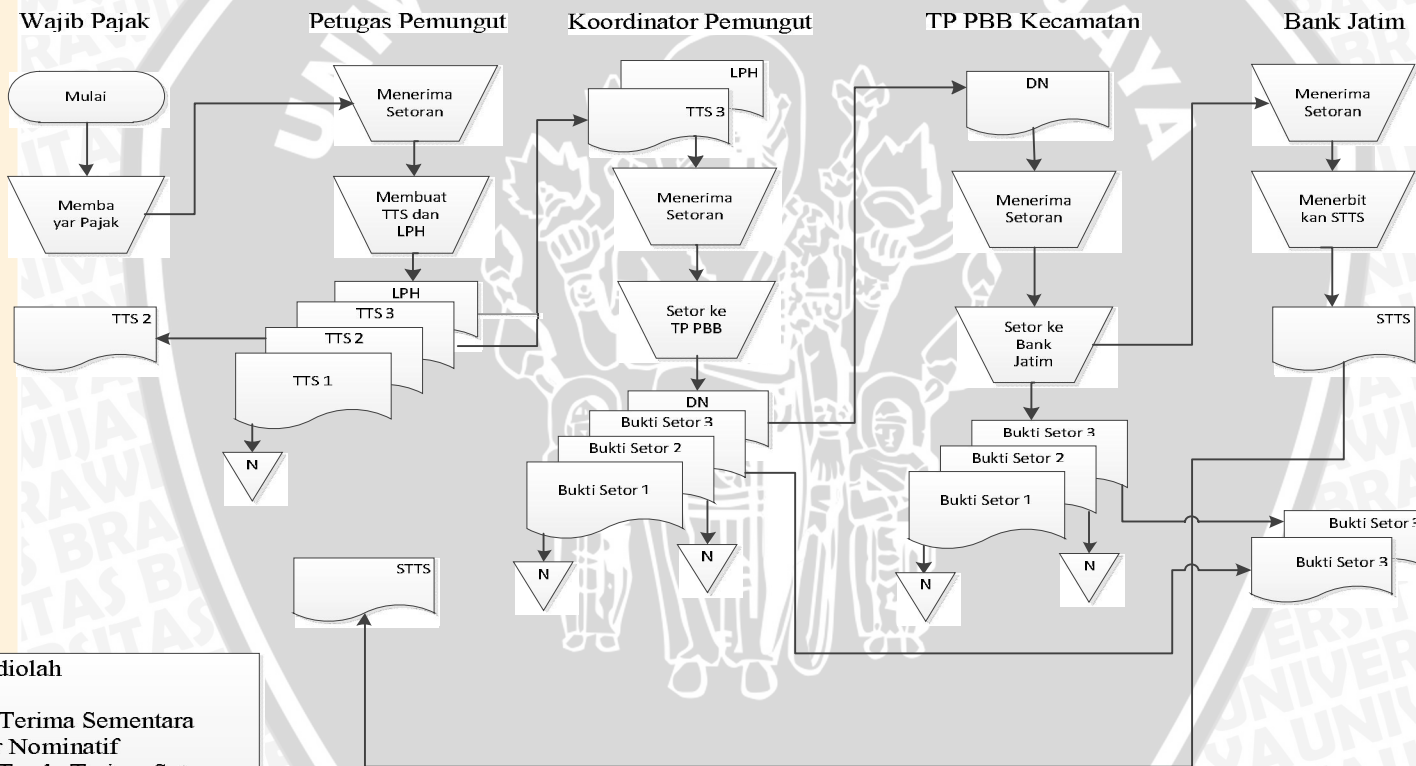 Wajib Pajak
Petugas Pemungut
Koordinator Pemungut
TP PBB Kecamatan
Bank Jatim
Mulai
Memba
yar Pajak
TTS 2
Menerima
Setoran
Membuat
TTS dan
LPH
LPH
TTS 3
TTS 2
TTS 1
N
STTS
LPH
TTS 3
Menerima
Setoran
Setor ke
TP PBB
DN
Bukti Setor 3
Bukti Setor 2
Bukti Setor 1
N
N
DN
Menerima
Setoran
Setor ke
Bank
Jatim
Bukti Setor 3
Bukti Setor 2
Bukti Setor 1
N
N
Menerima
Setoran
Menerbit
kan STTS
STTS
Bukti Setor 3
Bukti Setor 3
diolah
Terima Sementara
Nominatif